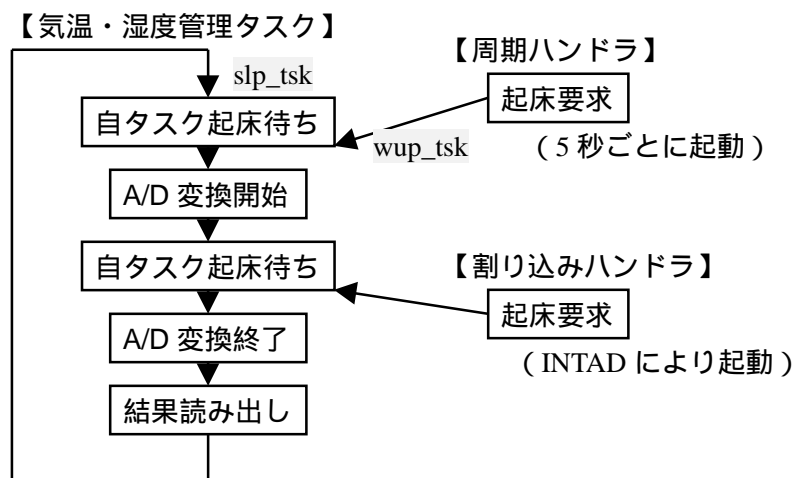 【気温・湿度管理タスク】
slp_tsk
自タスク起床待ち
A/D 変換開始
自タスク起床待ち
A/D 変換終了
結果読み出し
【周期ハンドラ】
起床要求
wup_tsk
(5 秒ごとに起動)
【割り込みハンドラ】
起床要求
(INTAD により起動)